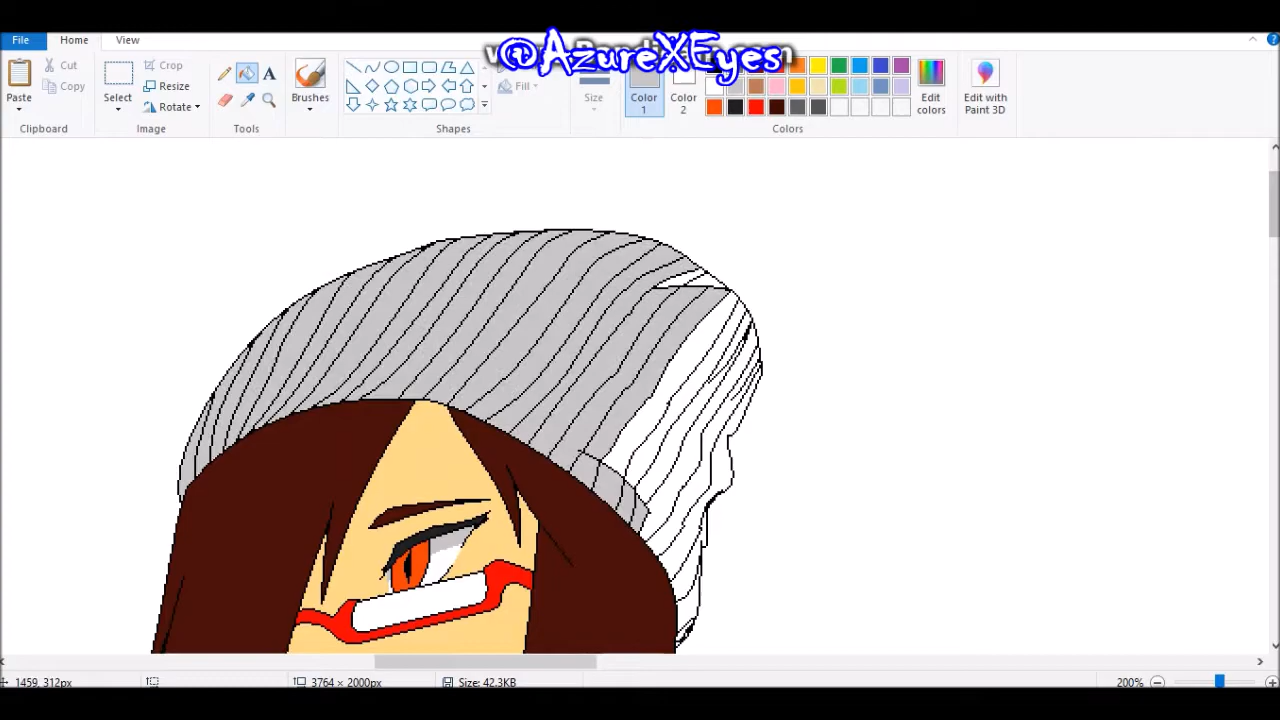 @AzureXEyes
File Home View
Cut
Copy
Paste
Clipboard
Crop
Resize
Rotate
Select
Image
Tools
Brushes
Fill
Shapes
Size
Color 1
Color 2
Edit colors
Colors
Edit with Paint 3D
1459, 312px
3764 × 2000px
Size: 42.3KB
200%